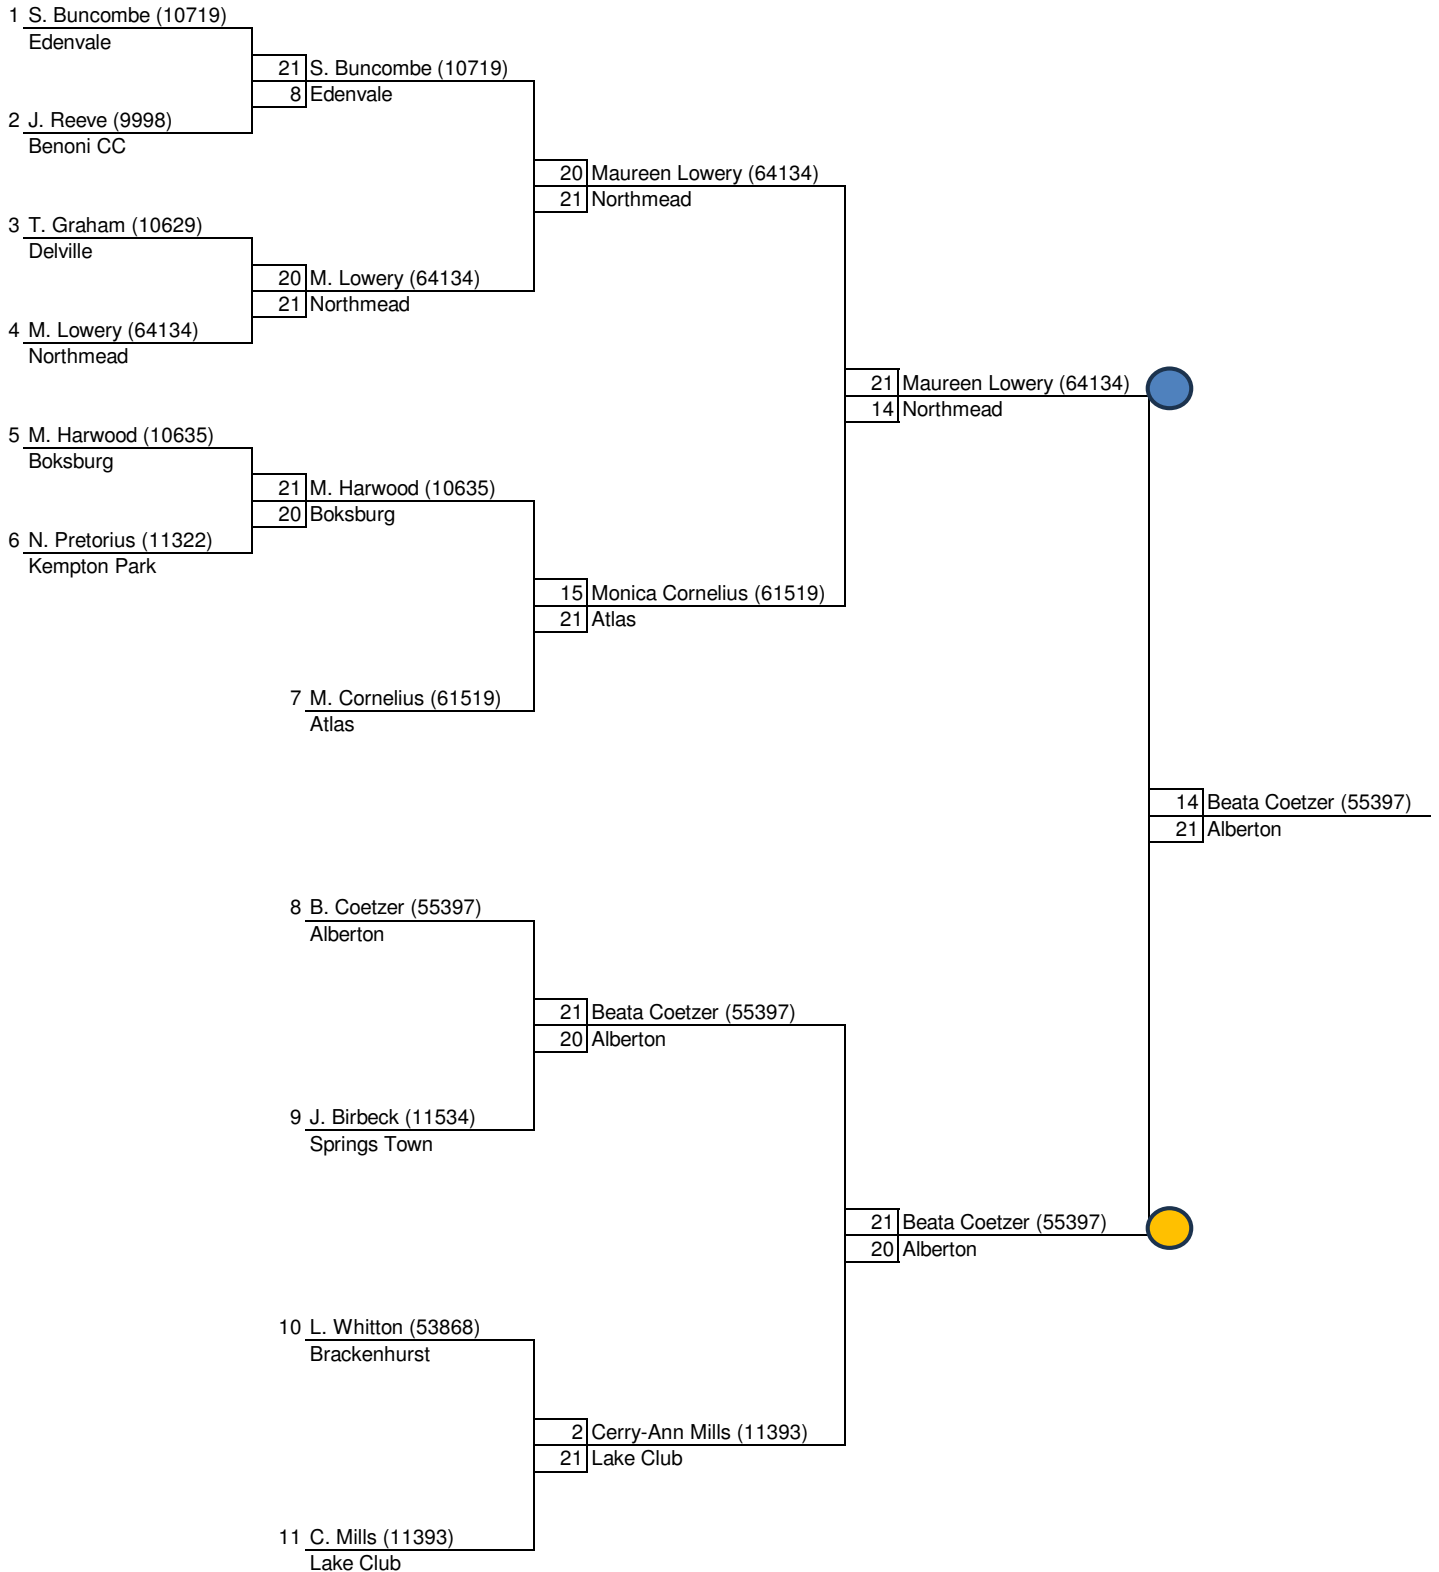 1 S. Buncombe (10719)
Edenvale
21 S. Buncombe (10719)
8 Edenvale
2 J. Reeve (9998)
Benoni CC
20 Maureen Lowery (64134)
21 Northmead
3 T. Graham (10629)
Delville
20 M. Lowery (64134)
21 Northmead
4 M. Lowery (64134)
Northmead
21 Maureen Lowery (64134)
14 Northmead
5 M. Harwood (10635)
Boksburg
21 M. Harwood (10635)
20 Boksburg
6 N. Pretorius (11322)
Kempton Park
15 Monica Cornelius (61519)
21 Atlas
7 M. Cornelius (61519)
Atlas
14 Beata Coetzer (55397)
21 Alberton
8 B. Coetzer (55397)
Alberton
21 Beata Coetzer (55397)
20 Alberton
9 J. Birbeck (11534)
Springs Town
21 Beata Coetzer (55397)
20 Alberton
10 L. Whitton (53868)
Brackenhurst
2 Cerry-Ann Mills (11393)
21 Lake Club
11 C. Mills (11393)
Lake Club